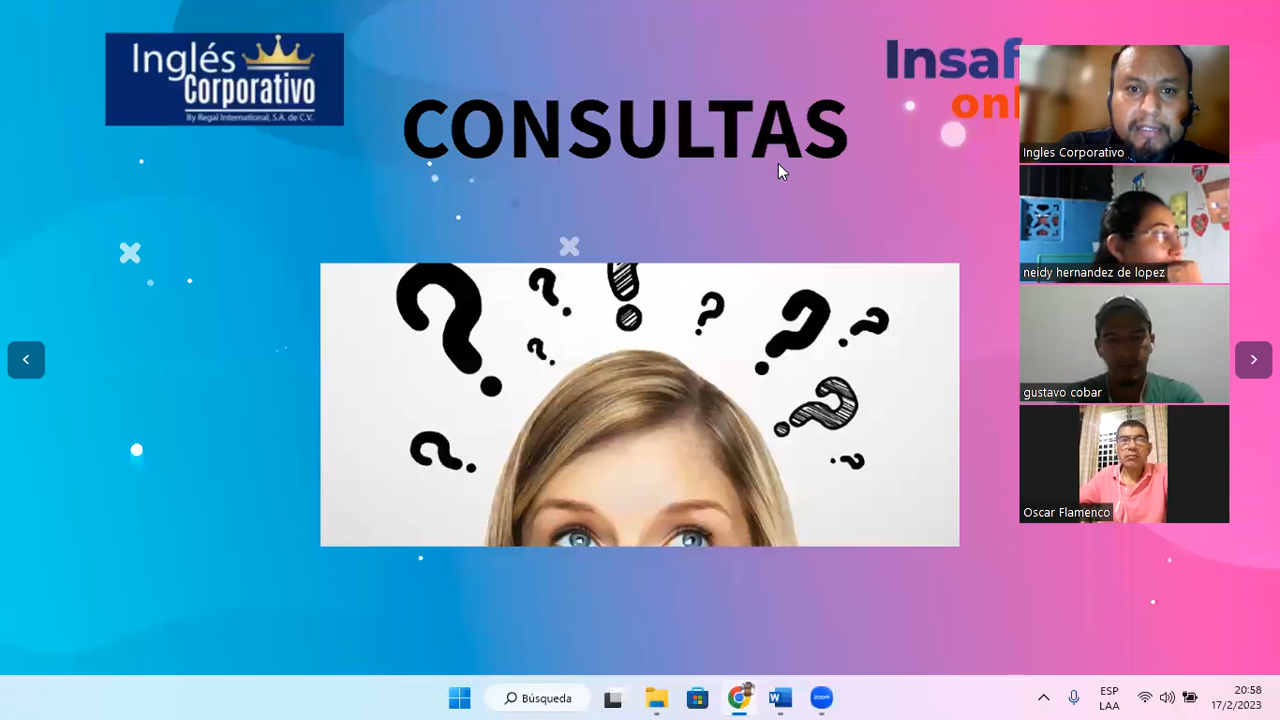 Inglés
Corporativo
By Regal International, S.A. de C.V.
CONSULTAS
Insaf
onl
Ingles Corporativo
neidy hernandez de lopez
gustavo cobar
Oscar Flamenco
Búsqueda
zoom
ESP
LAA
20:58
17/2/2023